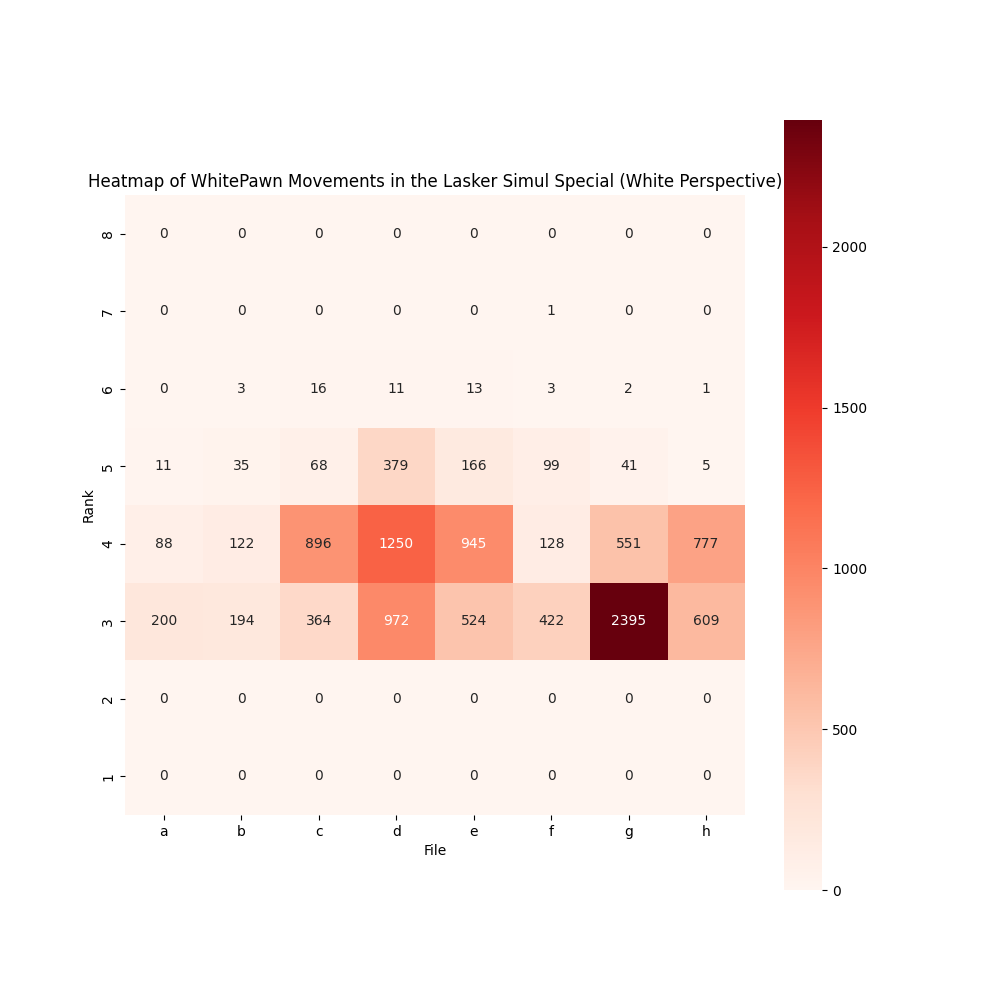 Heatmap of WhitePawn Movements in the Lasker Simul Special (White Perspective)
8 0 0 0 0 0 0 0 0
7 0 0 0 0 0 1 0 0
6 0 3 16 11 13 3 2 1
5 11 35 68 379 166 99 41 5
4 88 122 896 1250 945 128 551 777
3 200 194 364 972 524 422 2395 609
2 0 0 0 0 0 0 0 0
1 0 0 0 0 0 0 0 0
a b c d e f g h
File
Rank
2000
1500
1000
500
0